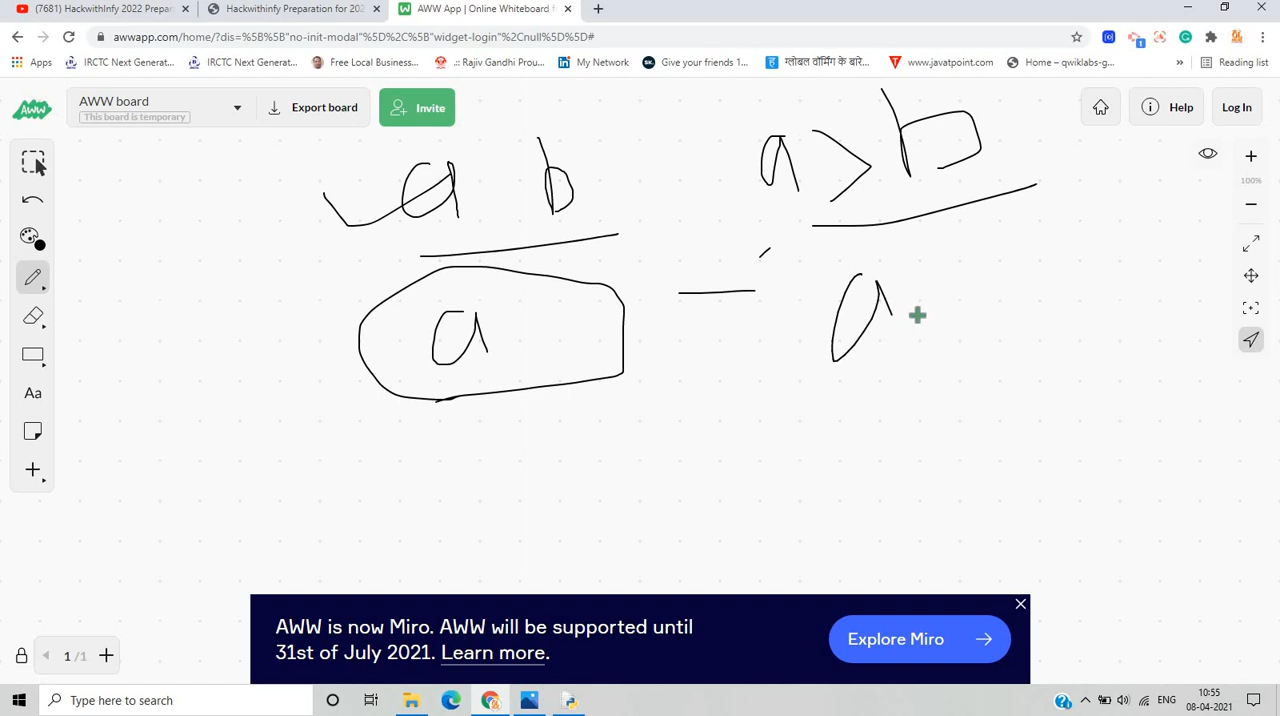 (7681) HackwithInfy 2022 Prepar
Hackwithinfy Preparation for 202
AWW App | Online Whiteboard f
awwapp.com/home/?dis=%5B%5B"no-init-modal"%5D%2C%5B"widget-login"%2Cnull%5D%5D#
Apps
IRCTC Next Generat...
IRCTC Next Generat...
Free Local Business...
.: Rajiv Gandhi Prou...
My Network
Give your friends 1...
ग्लोबल वॉर्मिंग के बारे...
www.javatpoint.com
Home – qwiklabs-g...
»
Reading list
AWW
AWW board
This board is temporary
Export board
Invite
Help
Log In
100%
a b
a > b
a
a
Aa
AWW is now Miro. AWW will be supported until
31st of July 2021. Learn more.
Explore Miro
1 /1
Type here to search
ENG
10:55
08-04-2021